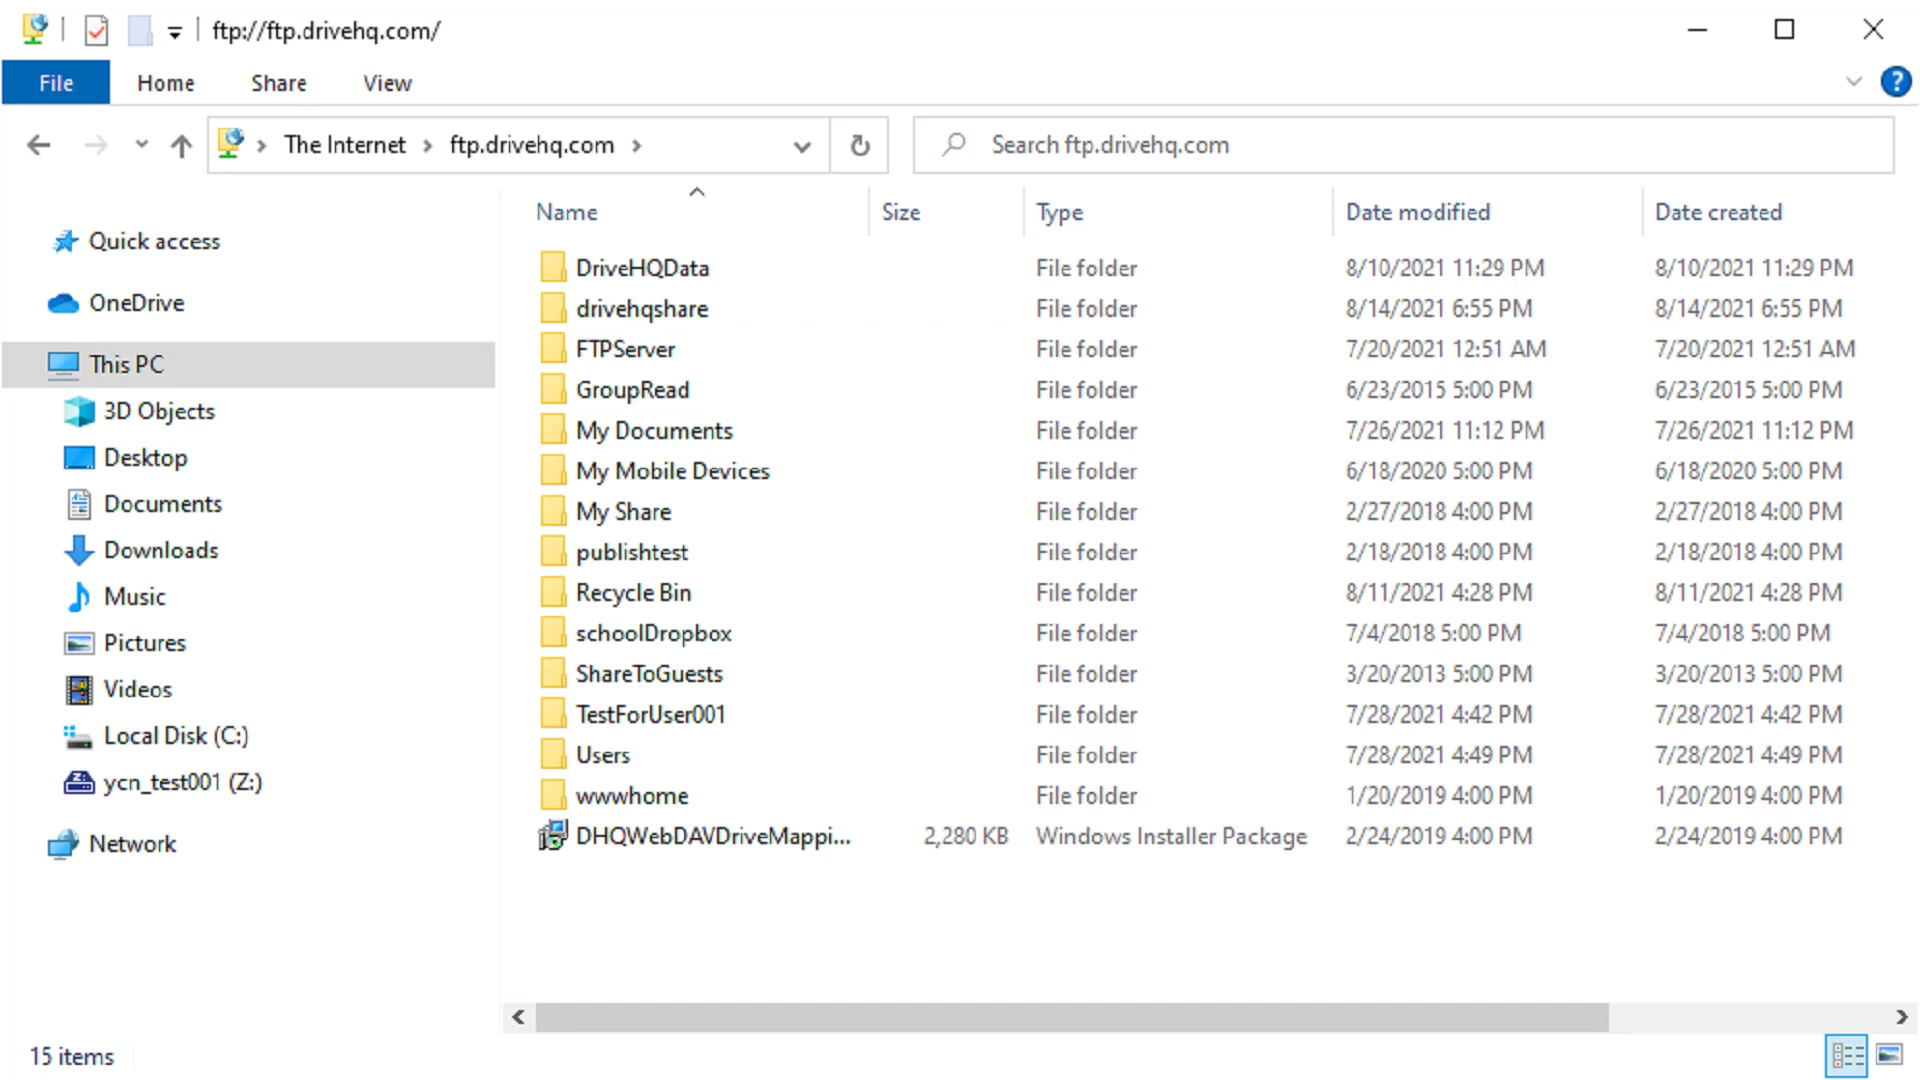 ftp://ftp.drivehq.com/
File Home Share View
The Internet ftp.drivehq.com Search ftp.drivehq.com
Name Size Type Date modified Date created
Quick access
OneDrive
This PC
3D Objects
Desktop
Documents
Downloads
Music
Pictures
Videos
Local Disk (C:)
ycn_test001 (Z:)
Network
DriveHQData File folder 8/10/2021 11:29 PM 8/10/2021 11:29 PM
drivehqshare File folder 8/14/2021 6:55 PM 8/14/2021 6:55 PM
FTPServer File folder 7/20/2021 12:51 AM 7/20/2021 12:51 AM
GroupRead File folder 6/23/2015 5:00 PM 6/23/2015 5:00 PM
My Documents File folder 7/26/2021 11:12 PM 7/26/2021 11:12 PM
My Mobile Devices File folder 6/18/2020 5:00 PM 6/18/2020 5:00 PM
My Share File folder 2/27/2018 4:00 PM 2/27/2018 4:00 PM
publishtest File folder 2/18/2018 4:00 PM 2/18/2018 4:00 PM
Recycle Bin File folder 8/11/2021 4:28 PM 8/11/2021 4:28 PM
schoolDropbox File folder 7/4/2018 5:00 PM 7/4/2018 5:00 PM
ShareToGuests File folder 3/20/2013 5:00 PM 3/20/2013 5:00 PM
TestForUser001 File folder 7/28/2021 4:42 PM 7/28/2021 4:42 PM
Users File folder 7/28/2021 4:49 PM 7/28/2021 4:49 PM
wwwhome File folder 1/20/2019 4:00 PM 1/20/2019 4:00 PM
DHQWebDAVDriveMappi... 2,280 KB Windows Installer Package 2/24/2019 4:00 PM 2/24/2019 4:00 PM
15 items